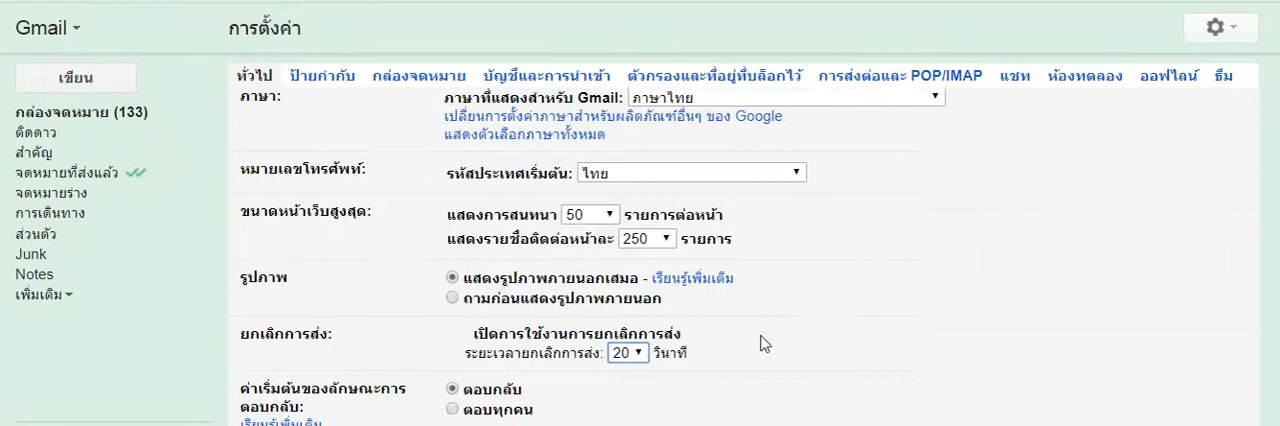 Gmail
การตั้งค่า
เขียน
กล่องจดหมาย (133)
ติดดาว
สำคัญ
จดหมายที่ส่งแล้ว
จดหมายร่าง
การเดินทาง
ส่วนตัว
Junk
Notes
เพิ่มเติม
ทั่วไป ป้ายกำกับ กล่องจดหมาย บัญชีและการนำเข้า ตัวกรองและที่อยู่ที่บล็อกไว้ การส่งต่อและ POP/IMAP แชท ห้องทดลอง ออฟไลน์ ธีม
ภาษา: ภาษาที่แสดงสำหรับ Gmail: ภาษาไทย
เปลี่ยนการตั้งค่าภาษาสำหรับผลิตภัณฑ์อื่นๆ ของ Google
แสดงตัวเลือกภาษาทั้งหมด
หมายเลขโทรศัพท์: รหัสประเทศเริ่มต้น: ไทย
ขนาดหน้าเว็บสูงสุด: แสดงการสนทนา 50 รายการต่อหน้า
แสดงรายชื่อติดต่อหน้าละ 250 รายการ
รูปภาพ แสดงรูปภาพภายนอกเสมอ - เรียนรู้เพิ่มเติม
ถามก่อนแสดงรูปภาพภายนอก
ยกเลิกการส่ง: เปิดการใช้งานการยกเลิกการส่ง
ระยะเวลายกเลิกการส่ง: 20 วินาที
ค่าเริ่มต้นของลักษณะการ ตอบกลับ
ตอบกลับ: ตอบทุกคน
เรียนรู้เพิ่มเติม